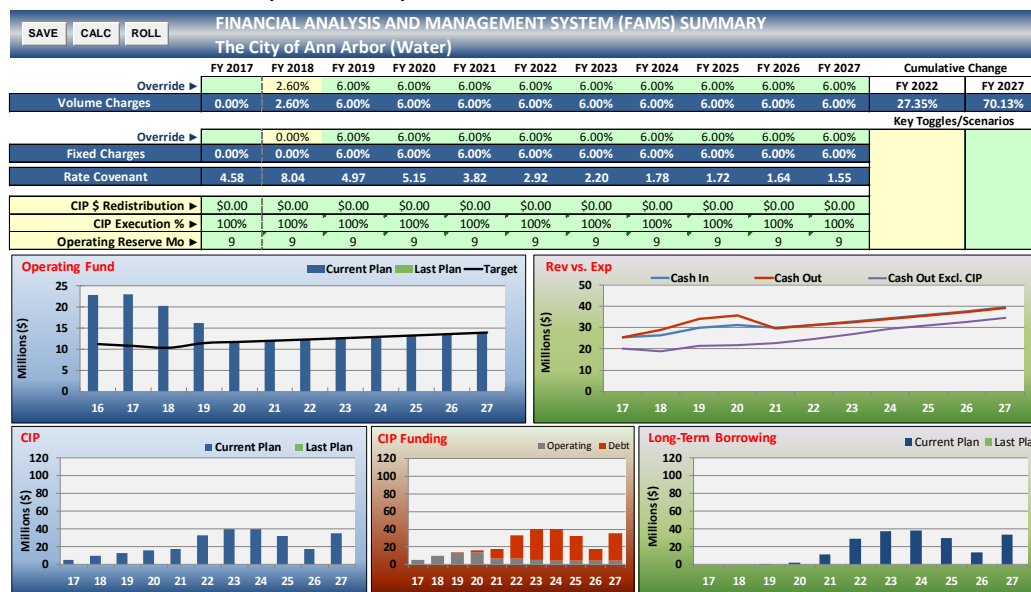 SAVE CALC ROLL FINANCIAL ANALYSIS AND MANAGEMENT SYSTEM (FAMS) SUMMARY
The City of Ann Arbor (Water)
FY 2017 FY 2018 FY 2019 FY 2020 FY 2021 FY 2022 FY 2023 FY 2024 FY 2025 FY 2026 FY 2027 Cumulative Change
Override ► 2.60% 6.00% 6.00% 6.00% 6.00% 6.00% 6.00% 6.00% 6.00% 6.00% FY 2022 FY 2027
Volume Charges 0.00% 2.60% 6.00% 6.00% 6.00% 6.00% 6.00% 6.00% 6.00% 6.00% 6.00% 27.35% 70.13%
Key Toggles/Scenarios
Override ► 0.00% 6.00% 6.00% 6.00% 6.00% 6.00% 6.00% 6.00% 6.00% 6.00%
Fixed Charges 0.00% 0.00% 6.00% 6.00% 6.00% 6.00% 6.00% 6.00% 6.00% 6.00% 6.00%
Rate Covenant 4.58 8.04 4.97 5.15 3.82 2.92 2.20 1.78 1.72 1.64 1.55
CIP $ Redistribution ► $0.00 $0.00 $0.00 $0.00 $0.00 $0.00 $0.00 $0.00 $0.00 $0.00 $0.00
CIP Execution % ► 100% 100% 100% 100% 100% 100% 100% 100% 100% 100% 100%
Operating Reserve Mo ► 9 9 9 9 9 9 9 9 9 9 9
Operating Fund
Current Plan Last Plan Target
Millions ($)
25
20
15
10
5
0
16 17 18 19 20 21 22 23 24 25 26 27
Rev vs. Exp
Cash In Cash Out Cash Out Excl. CIP
Millions ($)
50
40
30
20
10
0
17 18 19 20 21 22 23 24 25 26 27
CIP
Current Plan Last Plan
Millions ($)
120
100
80
60
40
20
0
17 18 19 20 21 22 23 24 25 26 27
CIP Funding
Operating Debt
120
100
80
60
40
20
0
17 18 19 20 21 22 23 24 25 26 27
Long-Term Borrowing
Current Plan Last Pla
Millions ($)
120
100
80
60
40
20
0
17 18 19 20 21 22 23 24 25 26 27